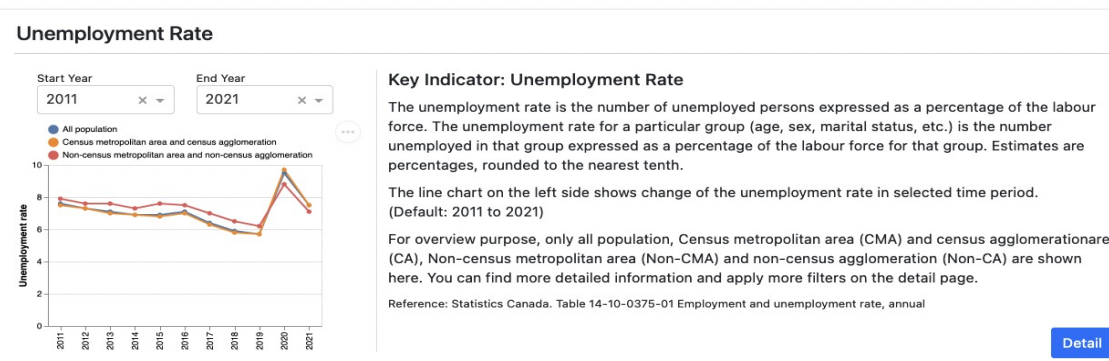 Unemployment Rate
Start Year
End Year
2011
2021
All population
Census metropolitan area and census agglomeration
Non-census metropolitan area and non-census agglomeration
Unemployment rate
10
8
6
4
2
0
2011
2012
2013
2014
2015
2016
2017
2018
2019
2020
2021
Key Indicator: Unemployment Rate
The unemployment rate is the number of unemployed persons expressed as a percentage of the labour
force. The unemployment rate for a particular group (age, sex, marital status, etc.) is the number
unemployed in that group expressed as a percentage of the labour force for that group. Estimates are
percentages, rounded to the nearest tenth.
The line chart on the left side shows change of the unemployment rate in selected time period.
(Default: 2011 to 2021)
For overview purpose, only all population, Census metropolitan area (CMA) and census agglomerationare
(CA), Non-census metropolitan area (Non-CMA) and non-census agglomeration (Non-CA) are shown
here. You can find more detailed information and apply more filters on the detail page.
Reference: Statistics Canada. Table 14-10-0375-01 Employment and unemployment rate, annual
Detail